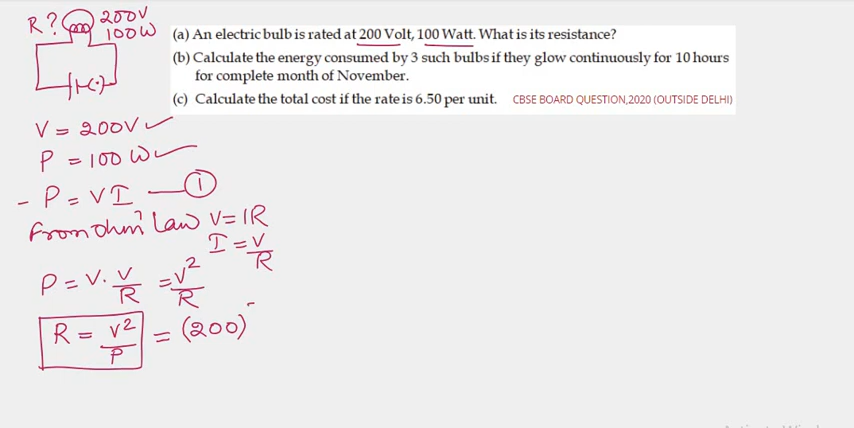 R? 200V
100W
(a) An electric bulb is rated at 200 Volt, 100 Watt. What is its resistance?
(b) Calculate the energy consumed by 3 such bulbs if they glow continuously for 10 hours
for complete month of November.
(c) Calculate the total cost if the rate is 6.50 per unit. CBSE BOARD QUESTION,2020 (OUTSIDE DELHI)
V = 200V ✓
P = 100 W ✓
- P = VI — ①
From ohm' Law V = IR
I = V/R
P = V. V/R = V²/R
R = V²/P = (200)